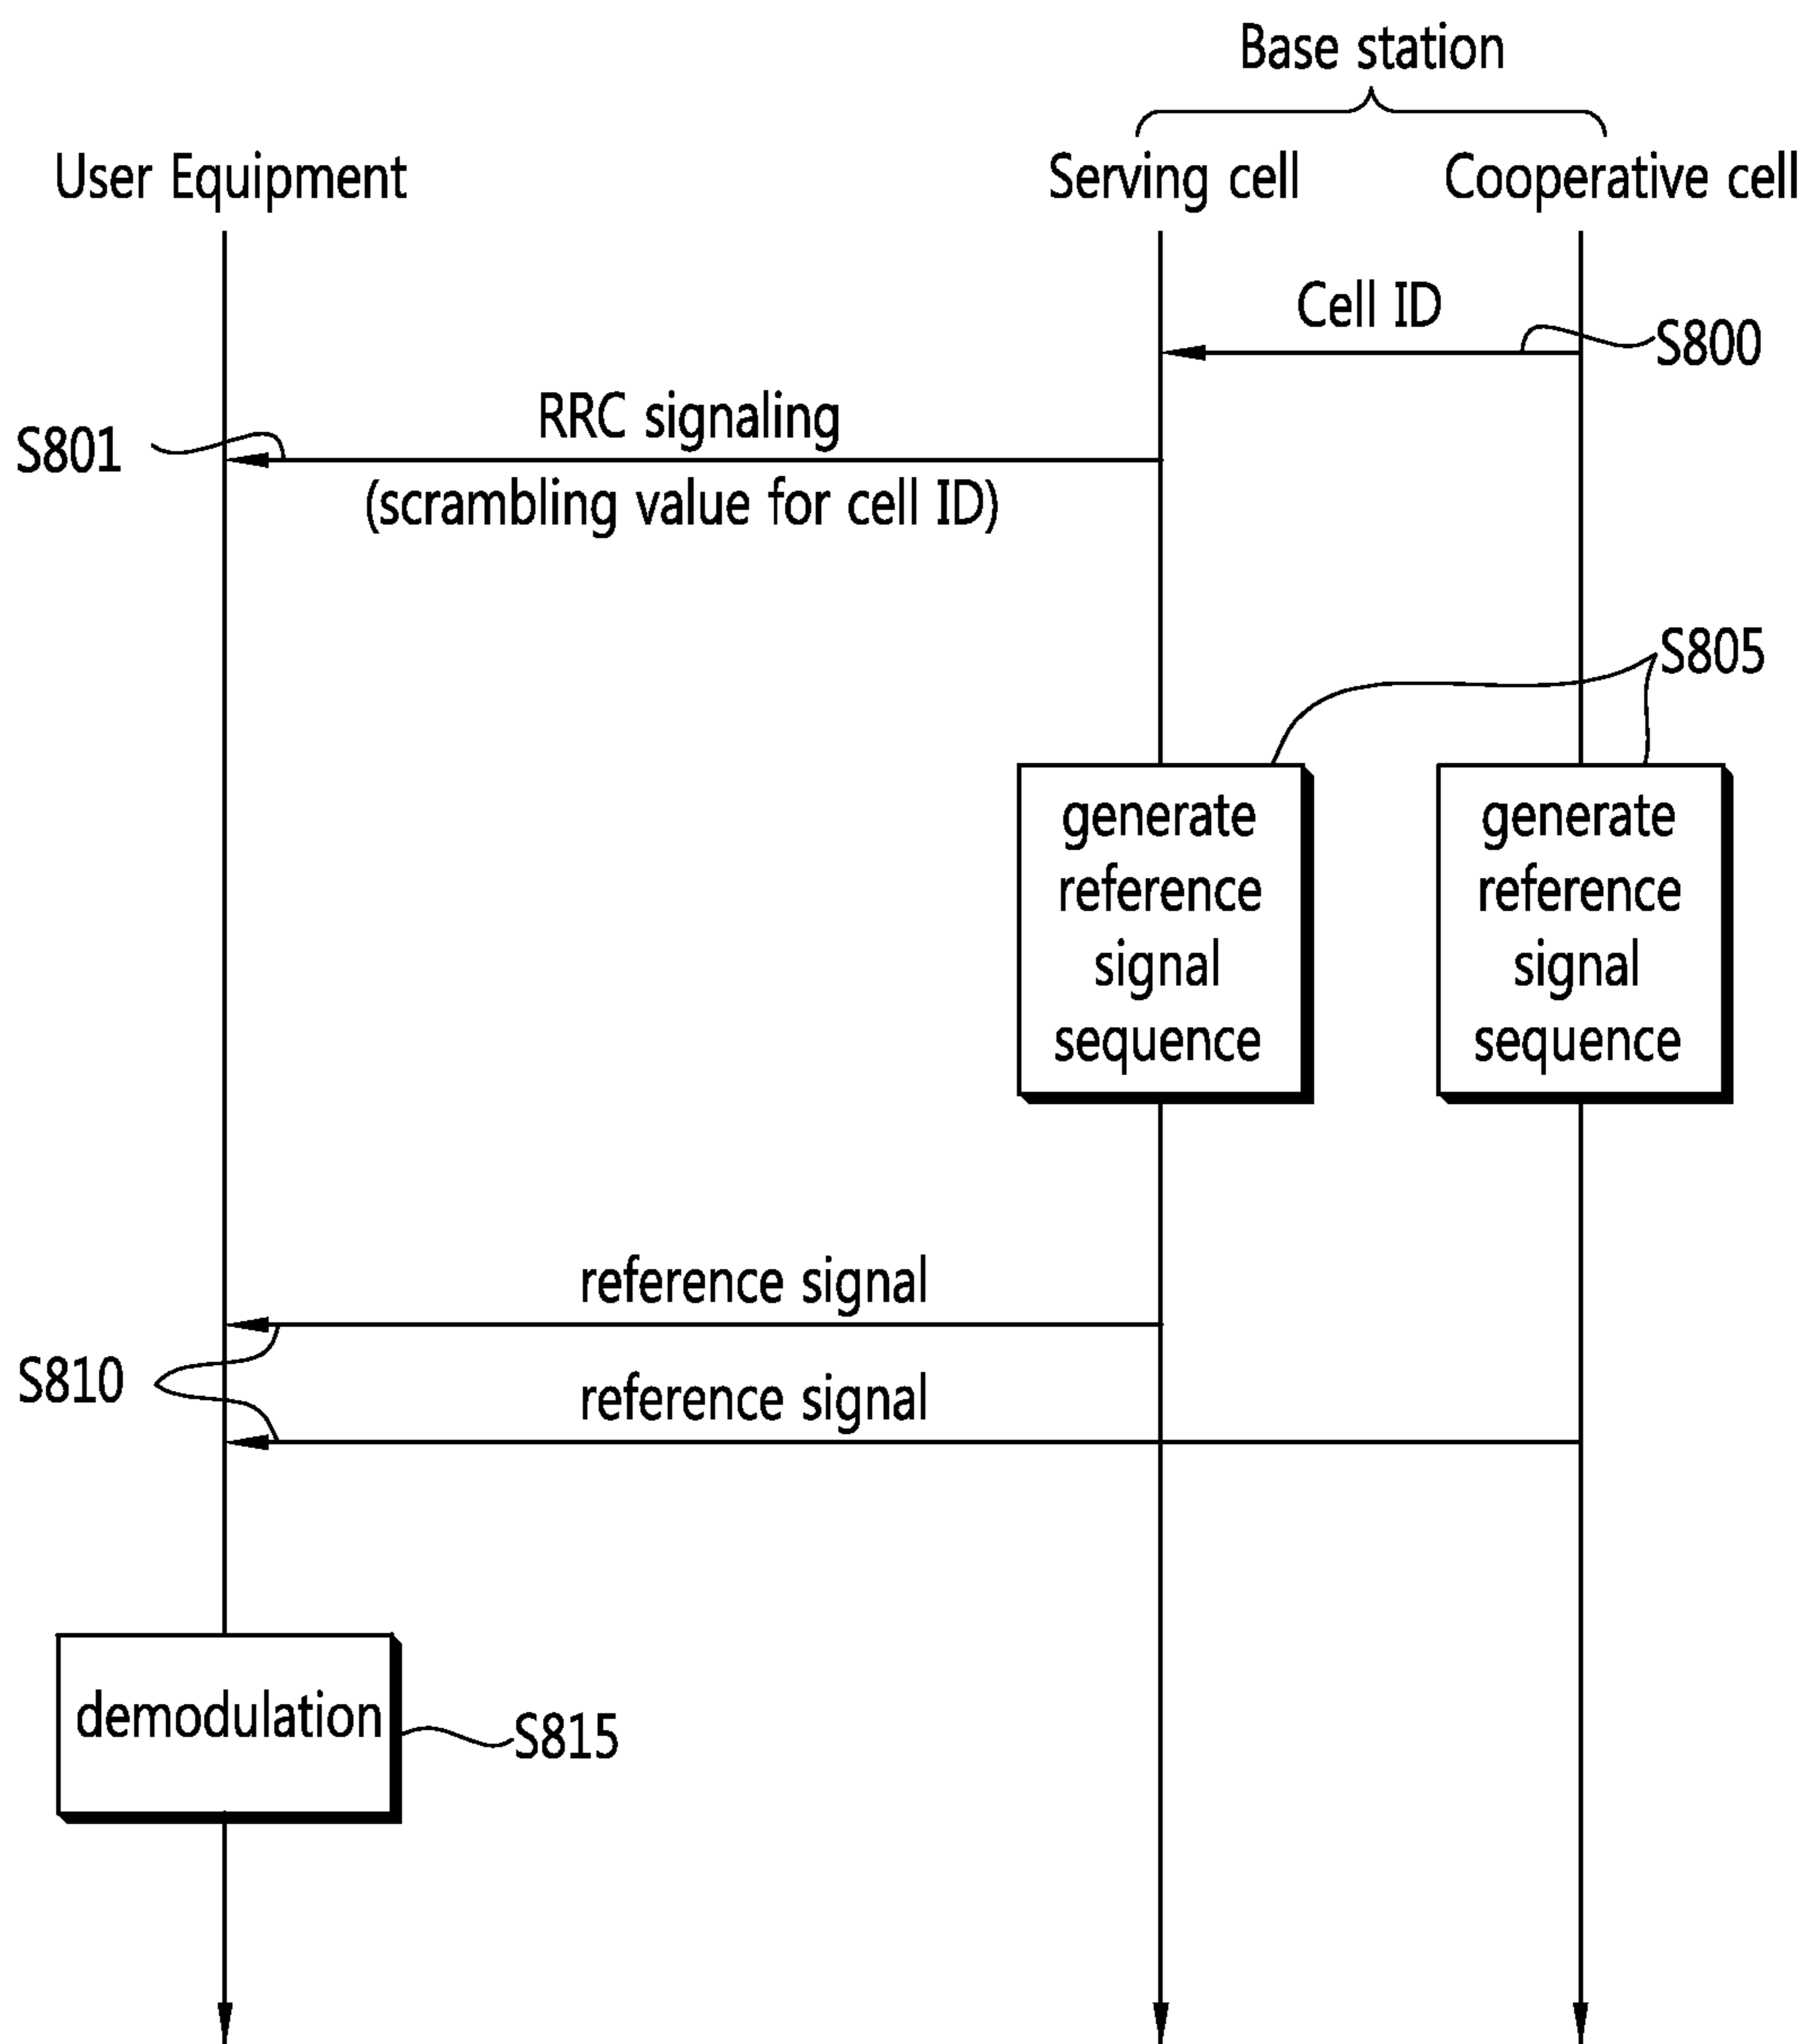 Base station
User Equipment
Serving cell
Cooperative cell
Cell ID
S800
RRC signaling
S801
(scrambling value for cell ID)
S805
generate
reference
signal
sequence
generate
reference
signal
sequence
reference signal
S810
reference signal
demodulation
S815